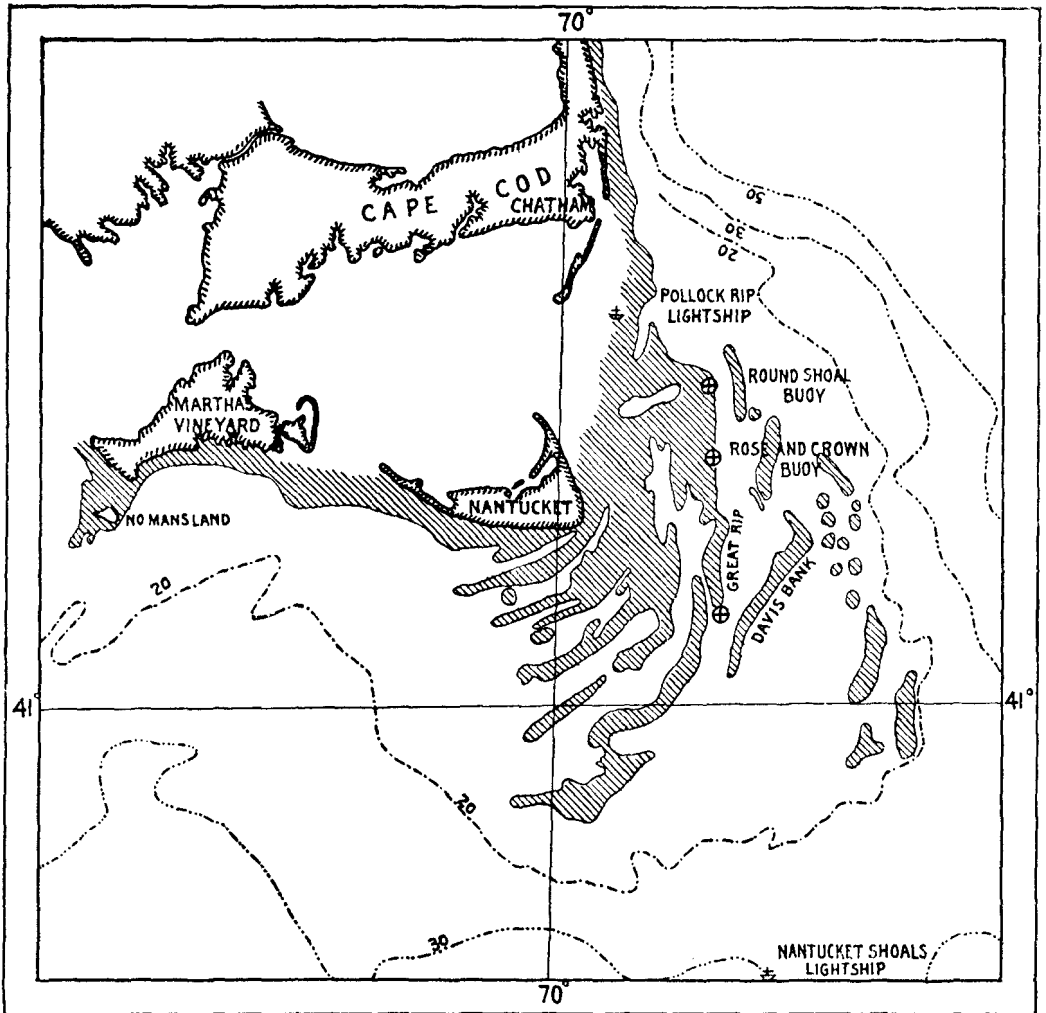 70°
CAPE COD
CHATHAM
50
30
20
POLLOCK RIP
LIGHTSHIP
ROUND SHOAL
BUOY
MARTHAS
VINEYARD
ROSE AND CROWN
BUOY
NANTUCKET
NO MANS LAND
GREAT RIP
DAVIS BANK
20
41°
41°
20
30
NANTUCKET SHOALS
LIGHTSHIP
70°